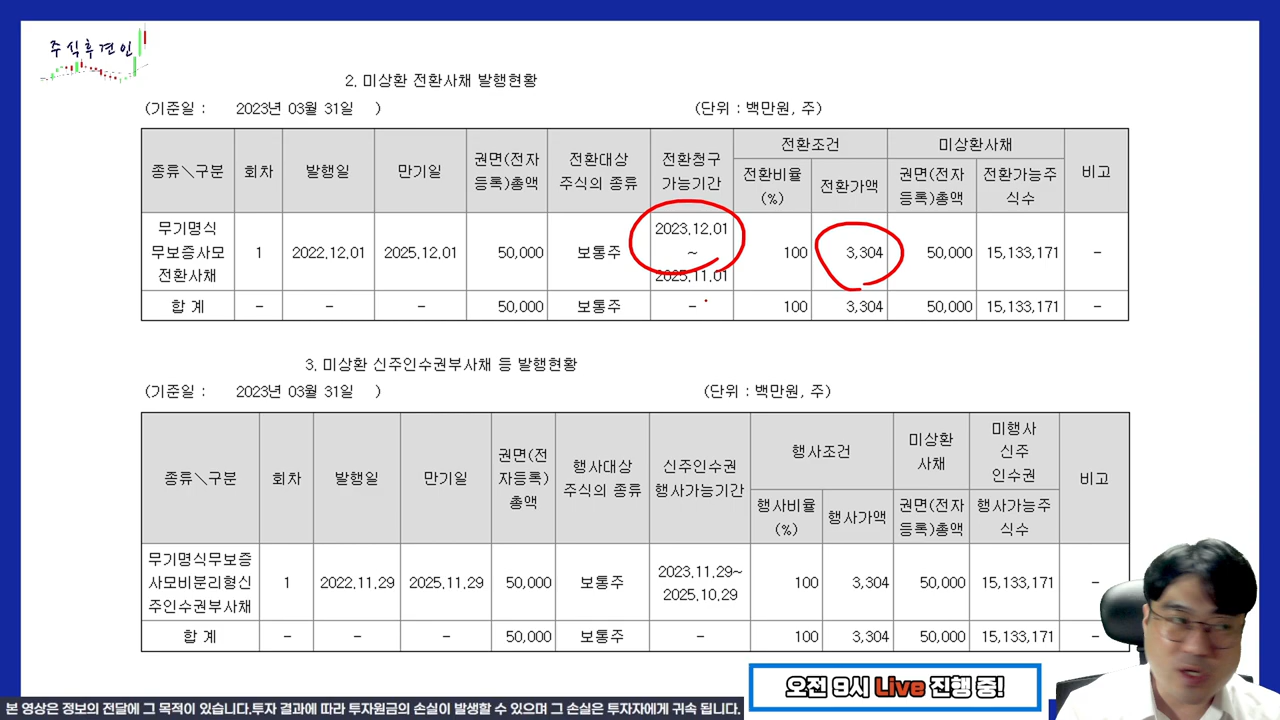 주식후견인
2. 미상환 전환사채 발행현황
(기준일 : 2023년 03월 31일 ) (단위 : 백만원, 주)
종류＼구분 회차 발행일 만기일 권면(전자등록)총액 전환대상 주식의 종류 전환청구 가능기간 전환조건 미상환사채 비고
전환비율(%) 전환가액 권면(전자등록)총액 전환가능주식수
무기명식 무보증사모 전환사채 1 2022.12.01 2025.12.01 50,000 보통주 2023.12.01 ~ 2025.11.01 100 3,304 50,000 15,133,171 -
합 계 - - - 50,000 보통주 - 100 3,304 50,000 15,133,171 -
3. 미상환 신주인수권부사채 등 발행현황
(기준일 : 2023년 03월 31일 ) (단위 : 백만원, 주)
종류＼구분 회차 발행일 만기일 권면(전자등록)총액 행사대상 주식의 종류 신주인수권 행사가능기간 행사조건 미상환 사채 미행사 신주 인수권 비고
행사비율(%) 행사가액 권면(전자등록)총액 행사가능주식수
무기명식무보증사모비분리형신주인수권부사채 1 2022.11.29 2025.11.29 50,000 보통주 2023.11.29~ 2025.10.29 100 3,304 50,000 15,133,171 -
합 계 - - - 50,000 보통주 - 100 3,304 50,000 15,133,171 -
오전 9시 Live 진행 중!
본 영상은 정보의 전달에 그 목적이 있습니다.투자 결과에 따라 투자원금의 손실이 발생할 수 있으며 그 손실은 투자자에게 귀속 됩니다.